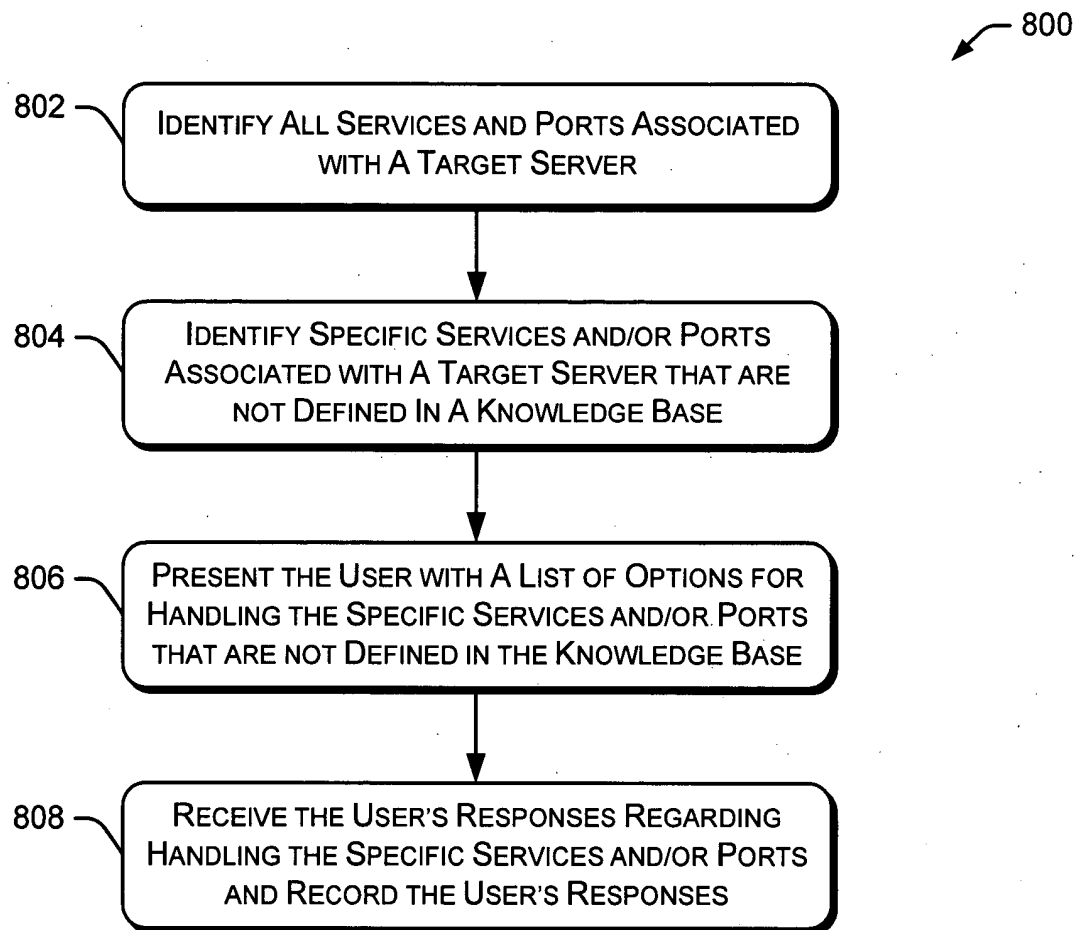 800
802
IDENTIFY ALL SERVICES AND PORTS ASSOCIATED
WITH A TARGET SERVER
804
IDENTIFY SPECIFIC SERVICES AND/OR PORTS
ASSOCIATED WITH A TARGET SERVER THAT ARE
NOT DEFINED IN A KNOWLEDGE BASE
806
PRESENT THE USER WITH A LIST OF OPTIONS FOR
HANDLING THE SPECIFIC SERVICES AND/OR PORTS
THAT ARE NOT DEFINED IN THE KNOWLEDGE BASE
808
RECEIVE THE USER'S RESPONSES REGARDING
HANDLING THE SPECIFIC SERVICES AND/OR PORTS
AND RECORD THE USER'S RESPONSES